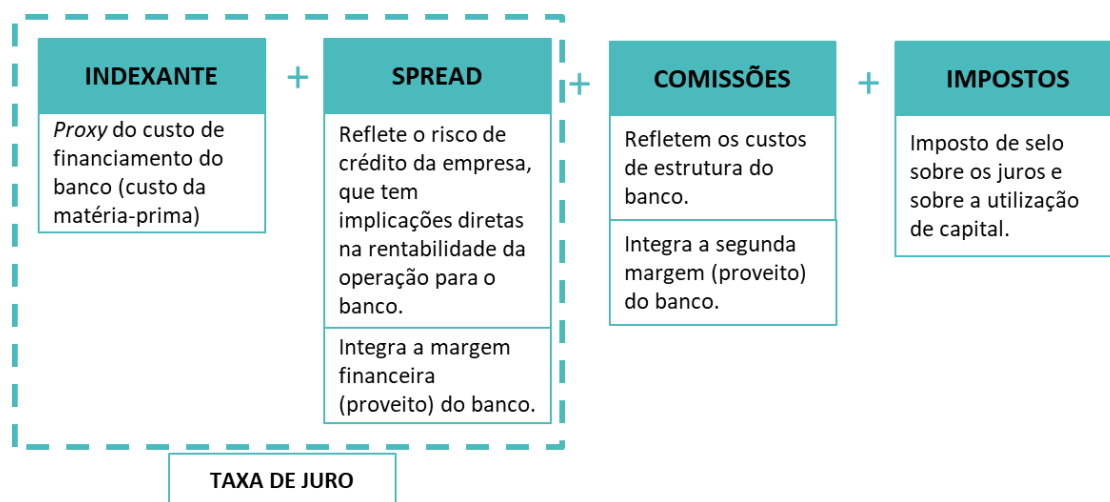 INDEXANTE
Proxy do custo de
financiamento do
banco (custo da
matéria-prima)
+
SPREAD
Reflete o risco de
crédito da empresa,
que tem
implicações diretas
na rentabilidade da
operação para o
banco.
Integra a margem
financeira
(proveito) do banco.
+
COMISSÕES
Refletem os custos
de estrutura do
banco.
Integra a segunda
margem (proveito)
do banco.
+
IMPOSTOS
Imposto de selo
sobre os juros e
sobre a utilização
de capital.
TAXA DE JURO